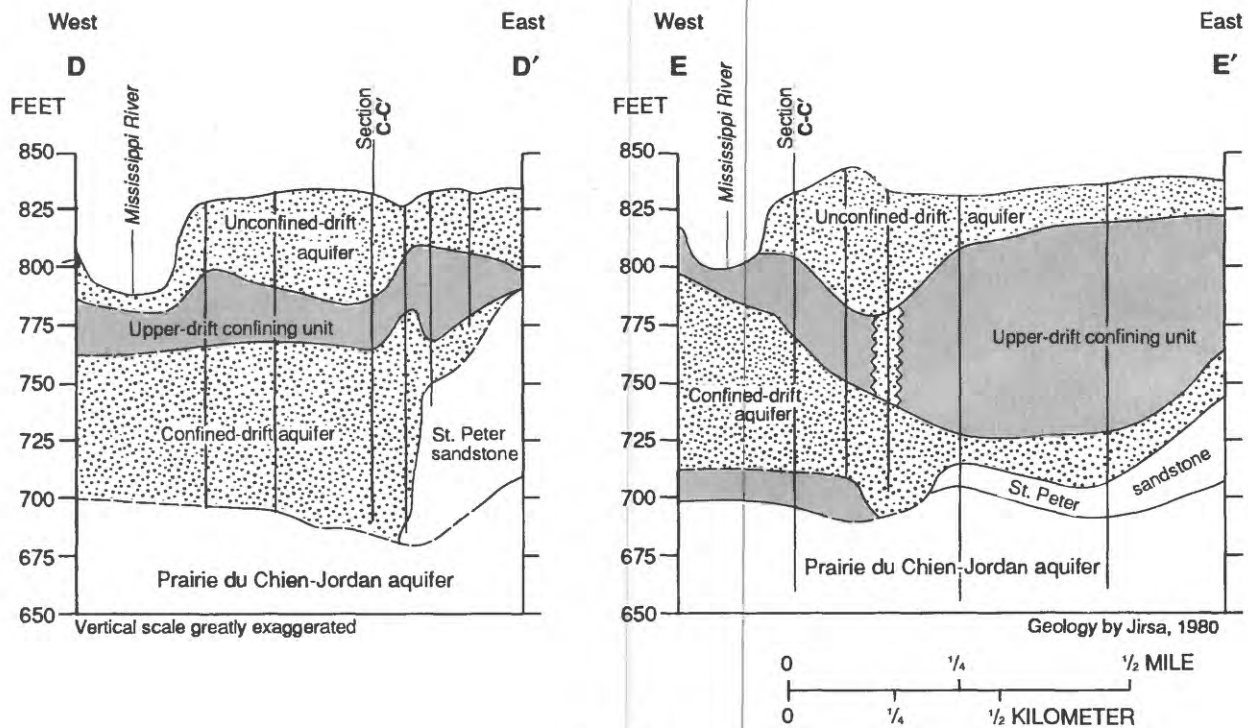 West
East
D
D′
FEET
Mississippi River
Section
C-C′
850
825
800
775
750
725
700
675
650
Unconfined-drift
aquifer
Upper-drift confining unit
Confined-drift aquifer
St. Peter
sandstone
Prairie du Chien-Jordan aquifer
Vertical scale greatly exaggerated
West
East
E
E′
FEET
Mississippi River
Section
C-C′
850
825
800
775
750
725
700
675
650
Unconfined-drift aquifer
Upper-drift confining unit
Confined-drift
aquifer
St. Peter sandstone
Prairie du Chien-Jordan aquifer
Geology by Jirsa, 1980
0 1/4 1/2 MILE
0 1/4 1/2 KILOMETER